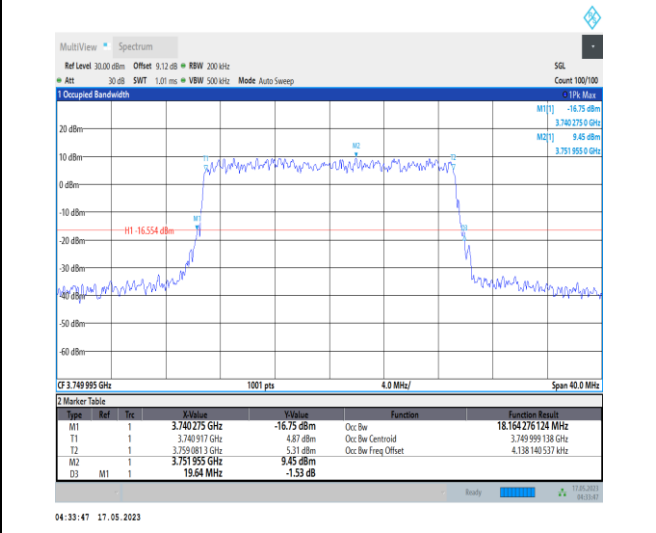 MultiView Spectrum
Ref Level 30.00 dBm Offset 9.12 dB RBW 200 kHz SGL
Att 30 dB SWT 1.01 ms VBW 500 kHz Mode Auto Sweep Count 100/100
1 Occupied Bandwidth 1Pk Max
M1[1] -16.75 dBm
3.740 275 0 GHz
M2[1] 9.45 dBm
3.751 955 0 GHz
20 dBm
M2
10 dBm
T1 T2
0 dBm
-10 dBm
M1
H1 -16.554 dBm
-20 dBm
-30 dBm
-40 dBm
-50 dBm
-60 dBm
CF 3.749 995 GHz 1001 pts 4.0 MHz/ Span 40.0 MHz
2 Marker Table
Type Ref Trc X-Value Y-Value Function Function Result
M1 1 3.740 275 GHz -16.75 dBm Occ Bw 18.164 276 124 MHz
T1 1 3.740 917 GHz 4.87 dBm Occ Bw Centroid 3.749 999 138 GHz
T2 1 3.759 081 3 GHz 5.31 dBm Occ Bw Freq Offset 4.138 140 537 kHz
M2 1 3.751 955 GHz 9.45 dBm
D3 M1 1 19.64 MHz -1.53 dB
Ready 17.05.2023
04:33:47
04:33:47 17.05.2023